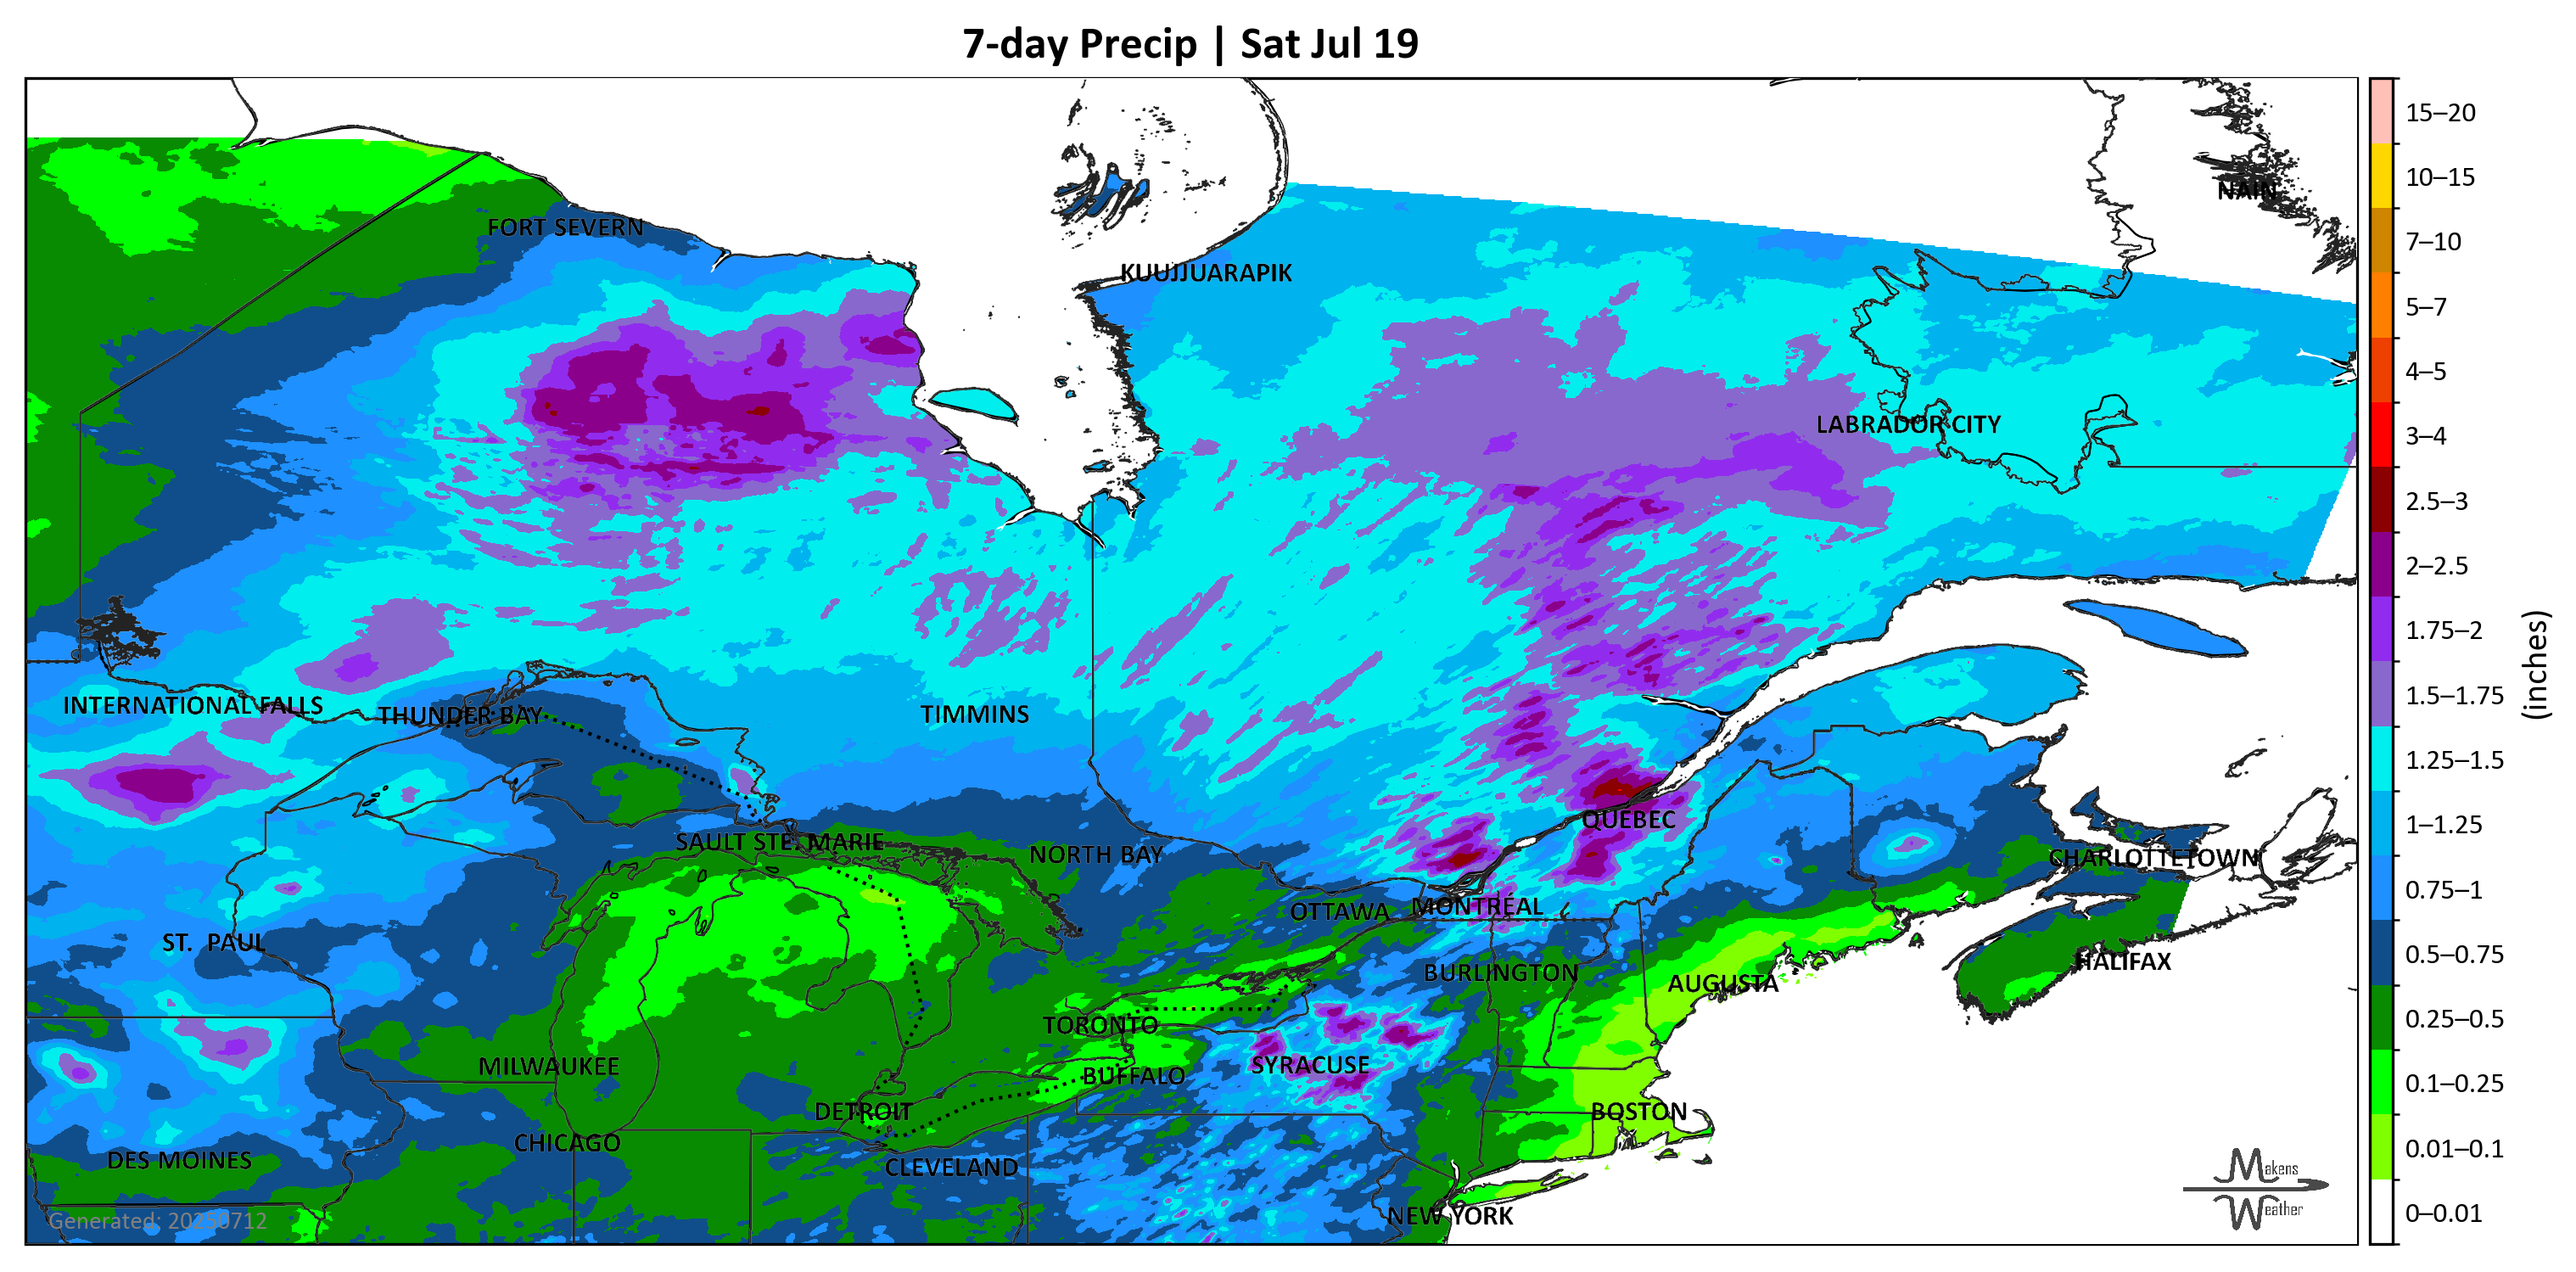 7-day Precip | Sat Jul 19
15–20
10–15
7–10
5–7
4–5
3–4
2.5–3
2–2.5
1.75–2
1.5–1.75
1.25–1.5
1–1.25
0.75–1
0.5–0.75
0.25–0.5
0.1–0.25
0.01–0.1
0–0.01
(inches)
NAIN
FORT SEVERN
KUUJJUARAPIK
LABRADOR CITY
INTERNATIONAL FALLS
THUNDER BAY
TIMMINS
QUEBEC
SAULT STE. MARIE
NORTH BAY
CHARLOTTETOWN
OTTAWA
MONTRÉAL
ST. PAUL
HALIFAX
BURLINGTON
AUGUSTA
TORONTO
MILWAUKEE
SYRACUSE
BUFFALO
DETROIT
BOSTON
CHICAGO
DES MOINES
CLEVELAND
NEW YORK
Generated: 20250712
Makens
Weather